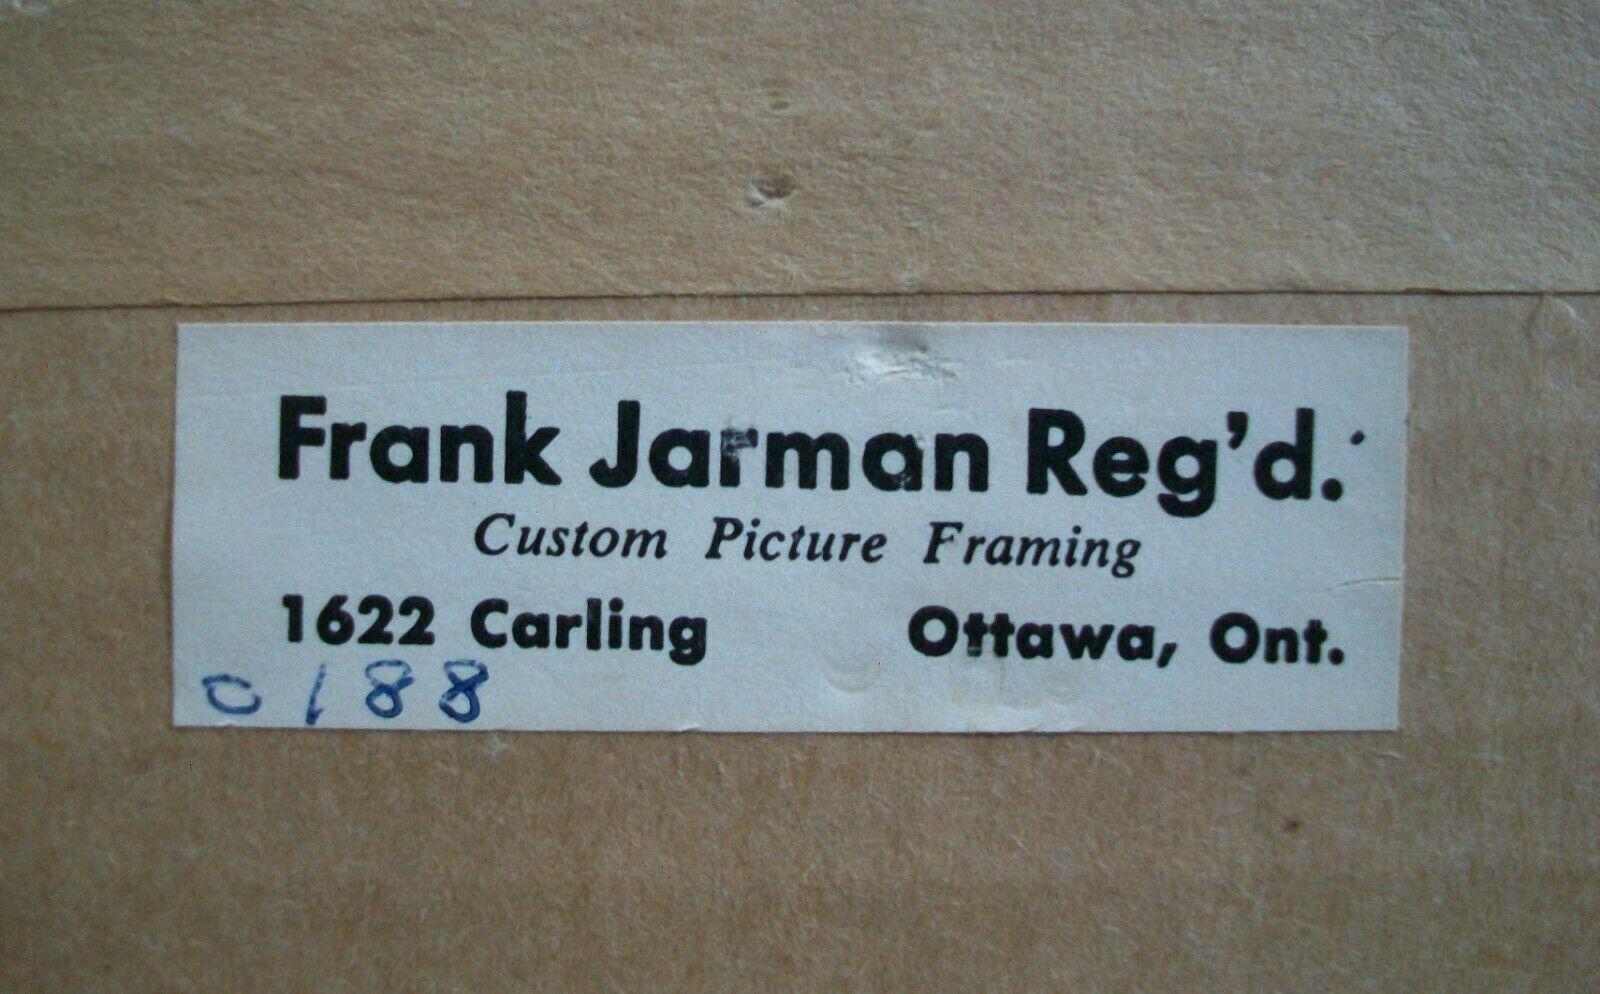 Frank Jarman Reg'd.
Custom Picture Framing
1622 Carling Ottawa, Ont.
0188